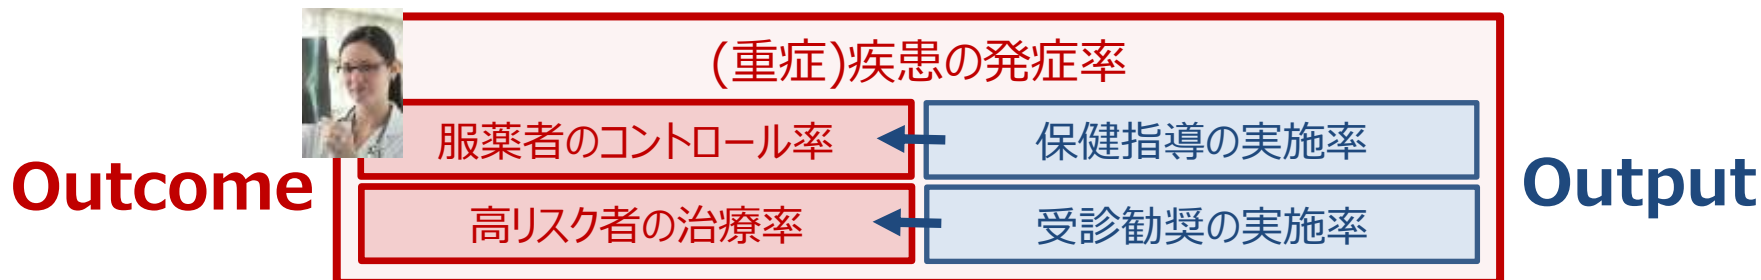 (重症)疾患の発症率
服薬者のコントロール率
保健指導の実施率
Outcome
Output
高リスク者の治療率
受診勧奨の実施率